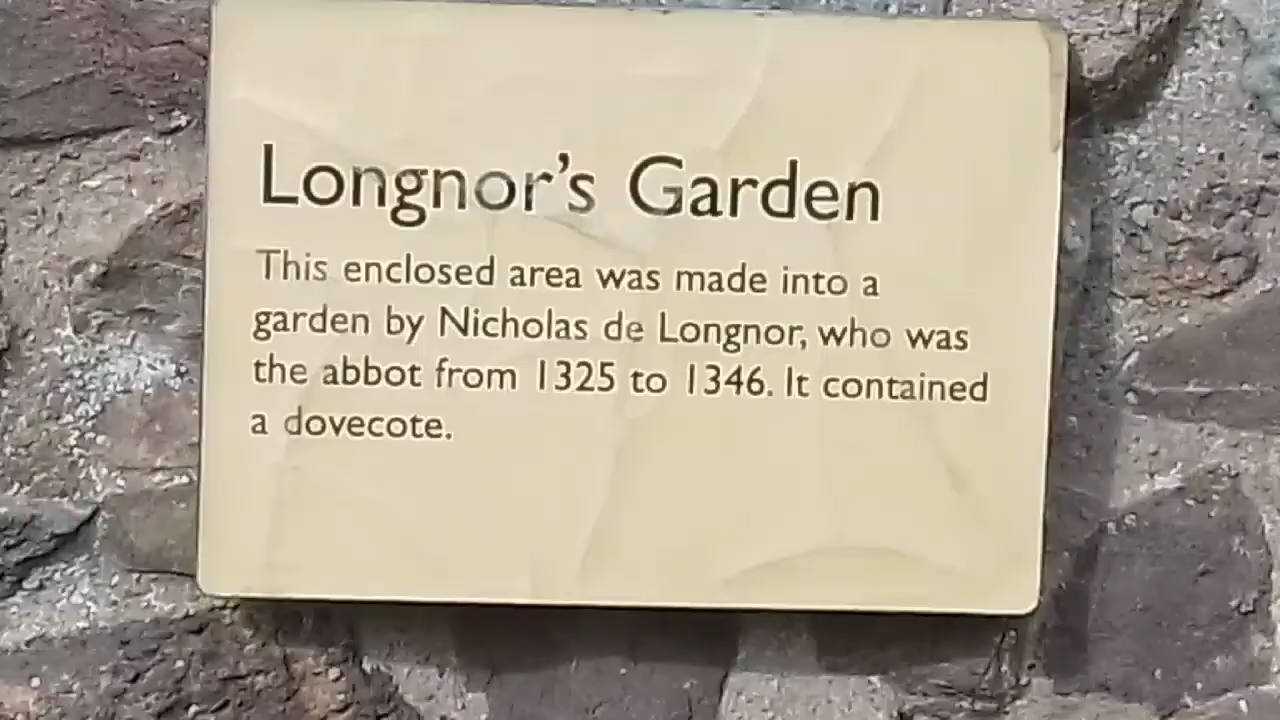 Longnor's Garden
This enclosed area was made into a
garden by Nicholas de Longnor, who was
the abbot from 1325 to 1346. It contained
a dovecote.